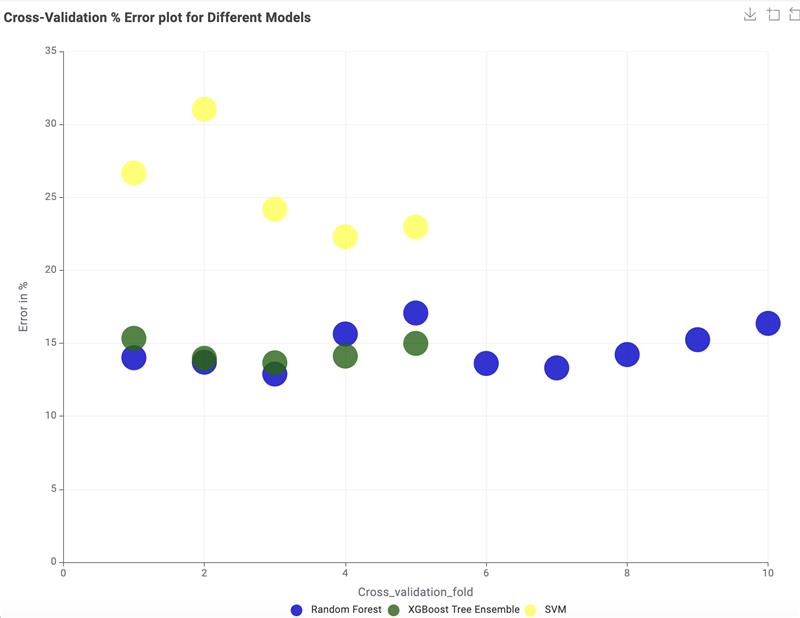 Cross-Validation % Error plot for Different Models
35
30
25
20
15
10
5
0
Error in %
0 2 4 6 8 10
Cross_validation_fold
Random Forest XGBoost Tree Ensemble SVM